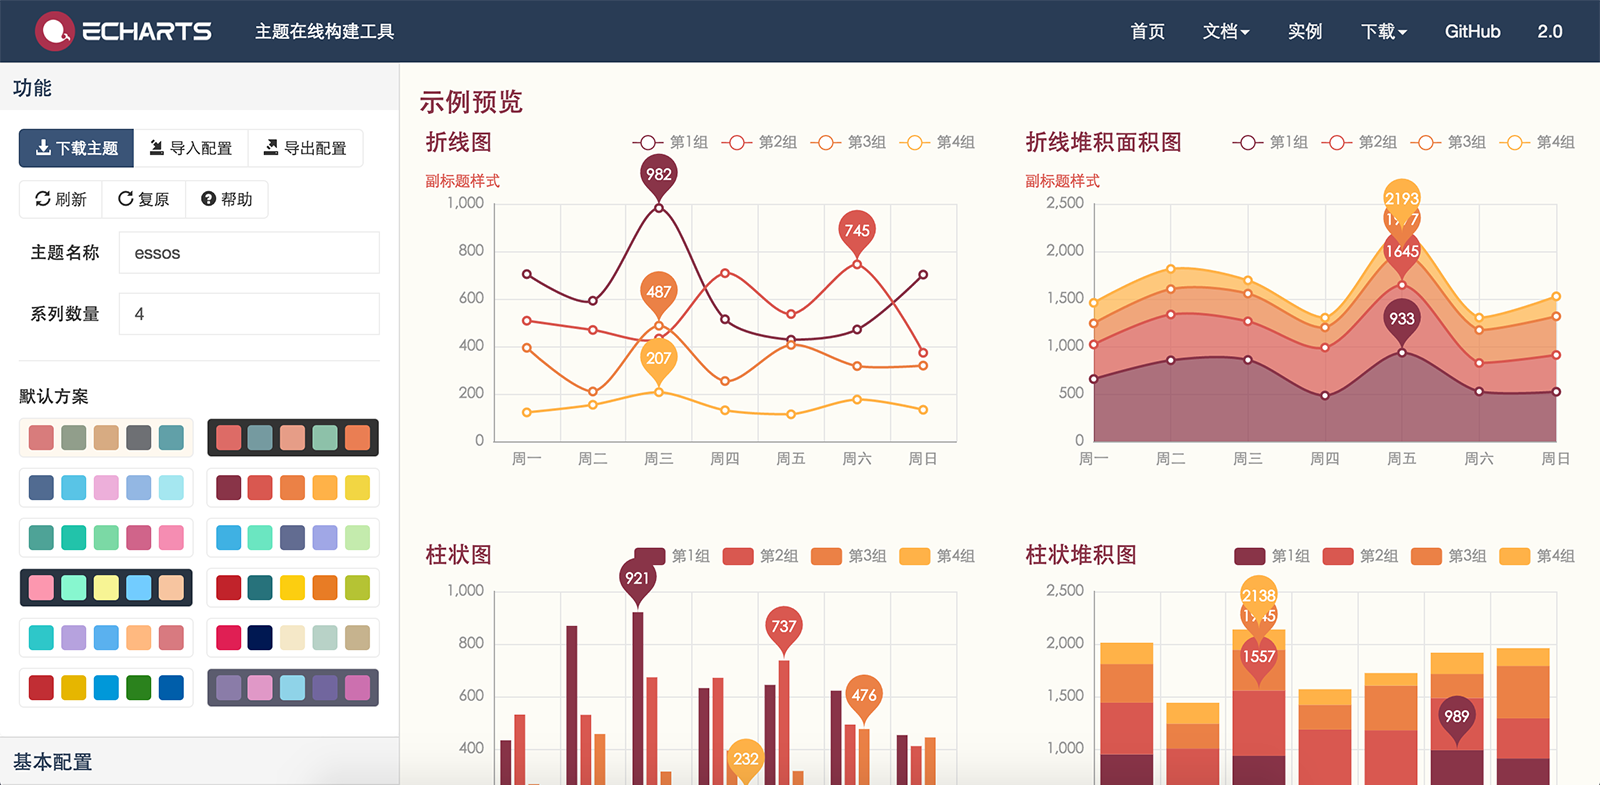 ECHARTS 主题在线构建工具 首页 文档 实例 下载 GitHub 2.0
功能
下载主题 导入配置 导出配置
刷新 复原 帮助
主题名称 essos
系列数量 4
默认方案
基本配置
示例预览
折线图 第1组 第2组 第3组 第4组
副标题样式
982
745
487
207
1,000
800
600
400
200
0
周一 周二 周三 周四 周五 周六 周日
折线堆积面积图 第1组 第2组 第3组 第4组
副标题样式
2193
1645
933
2,500
2,000
1,500
1,000
500
0
周一 周二 周三 周四 周五 周六 周日
柱状图 第1组 第2组 第3组 第4组
921
737
476
232
1,000
800
600
400
柱状堆积图 第1组 第2组 第3组 第4组
2138
1557
989
2,500
2,000
1,500
1,000